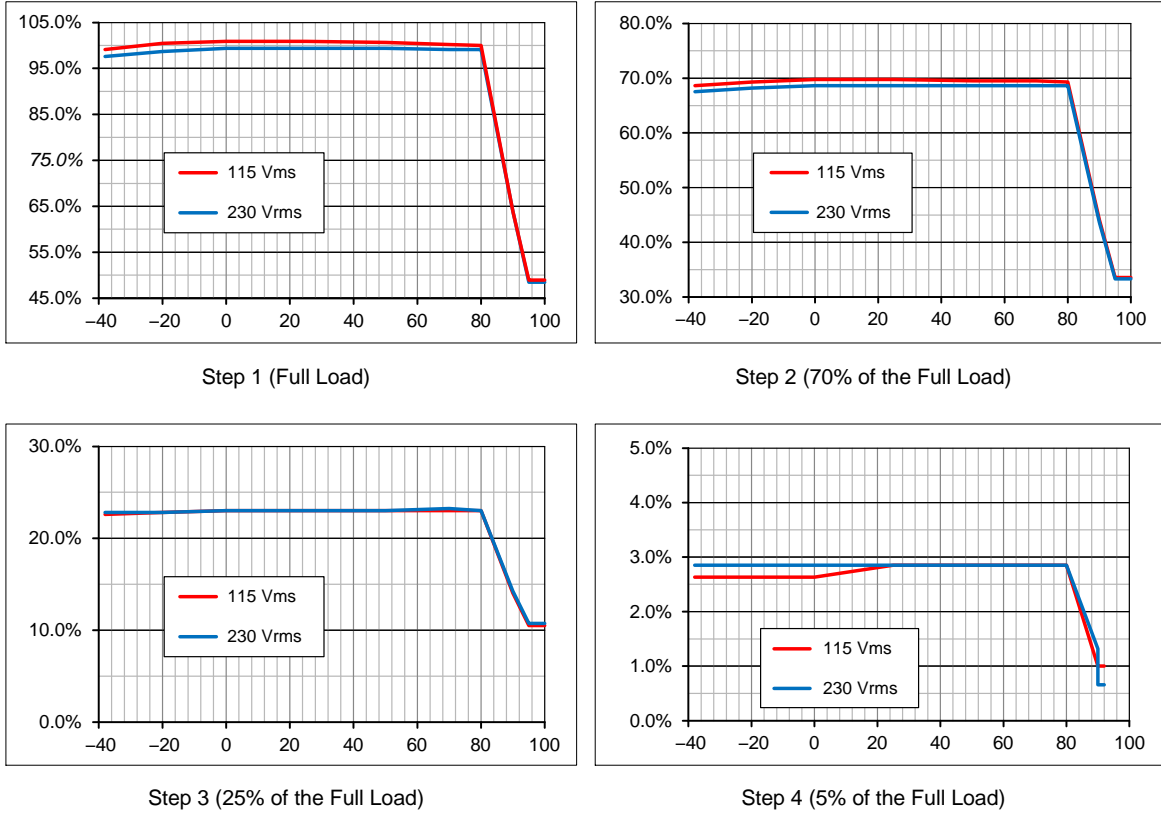 105.0%
95.0%
85.0%
75.0%
65.0%
55.0%
45.0%
115 Vms
230 Vrms
−40 −20 0 20 40 60 80 100
Step 1 (Full Load)
80.0%
70.0%
60.0%
50.0%
40.0%
30.0%
115 Vms
230 Vrms
−40 −20 0 20 40 60 80 100
Step 2 (70% of the Full Load)
30.0%
20.0%
10.0%
0.0%
115 Vms
230 Vrms
−40 −20 0 20 40 60 80 100
Step 3 (25% of the Full Load)
5.0%
4.0%
3.0%
2.0%
1.0%
0.0%
115 Vms
230 Vrms
−40 −20 0 20 40 60 80 100
Step 4 (5% of the Full Load)